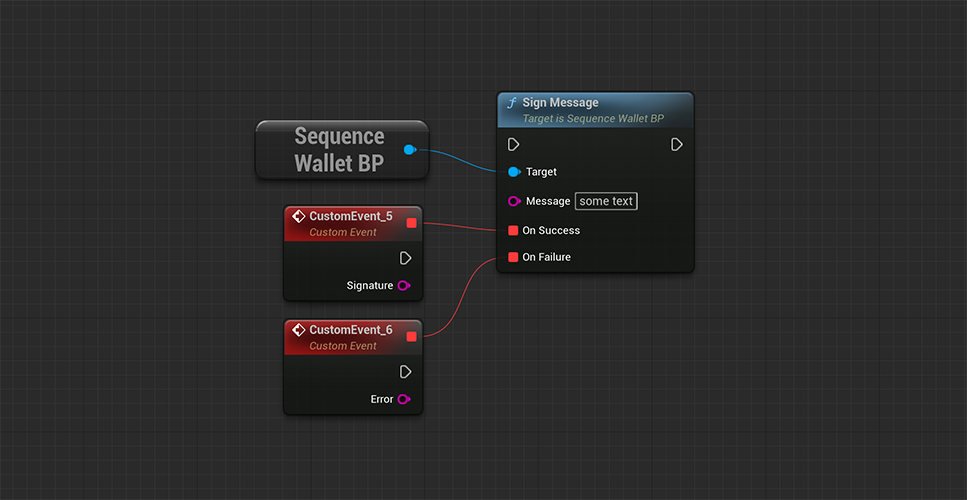 Sequence
Wallet BP
Sign Message
Target is Sequence Wallet BP
Target
Message some text
On Success
On Failure
CustomEvent_5
Custom Event
Signature
CustomEvent_6
Custom Event
Error